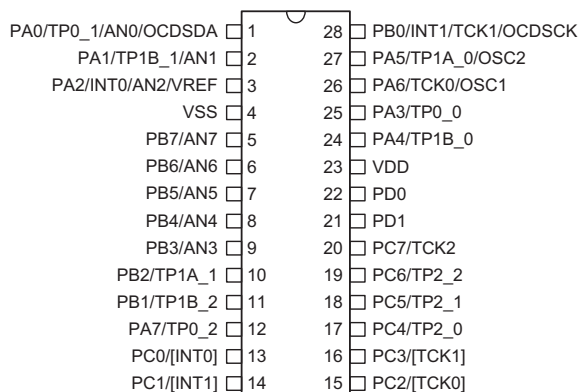 PA0/TP0_1/AN0/OCDSDA 1 28 PB0/INT1/TCK1/OCDSCK
PA1/TP1B_1/AN1 2 27 PA5/TP1A_0/OSC2
PA2/INT0/AN2/VREF 3 26 PA6/TCK0/OSC1
VSS 4 25 PA3/TP0_0
PB7/AN7 5 24 PA4/TP1B_0
PB6/AN6 6 23 VDD
PB5/AN5 7 22 PD0
PB4/AN4 8 21 PD1
PB3/AN3 9 20 PC7/TCK2
PB2/TP1A_1 10 19 PC6/TP2_2
PB1/TP1B_2 11 18 PC5/TP2_1
PA7/TP0_2 12 17 PC4/TP2_0
PC0/[INT0] 13 16 PC3/[TCK1]
PC1/[INT1] 14 15 PC2/[TCK0]